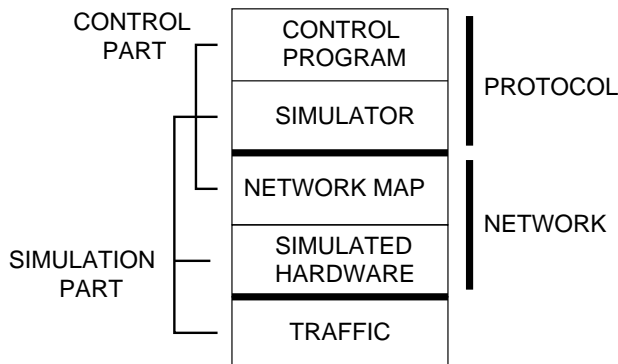 CONTROL
PART
CONTROL
PROGRAM
PROTOCOL
SIMULATOR
NETWORK MAP
NETWORK
SIMULATION
PART
SIMULATED
HARDWARE
TRAFFIC